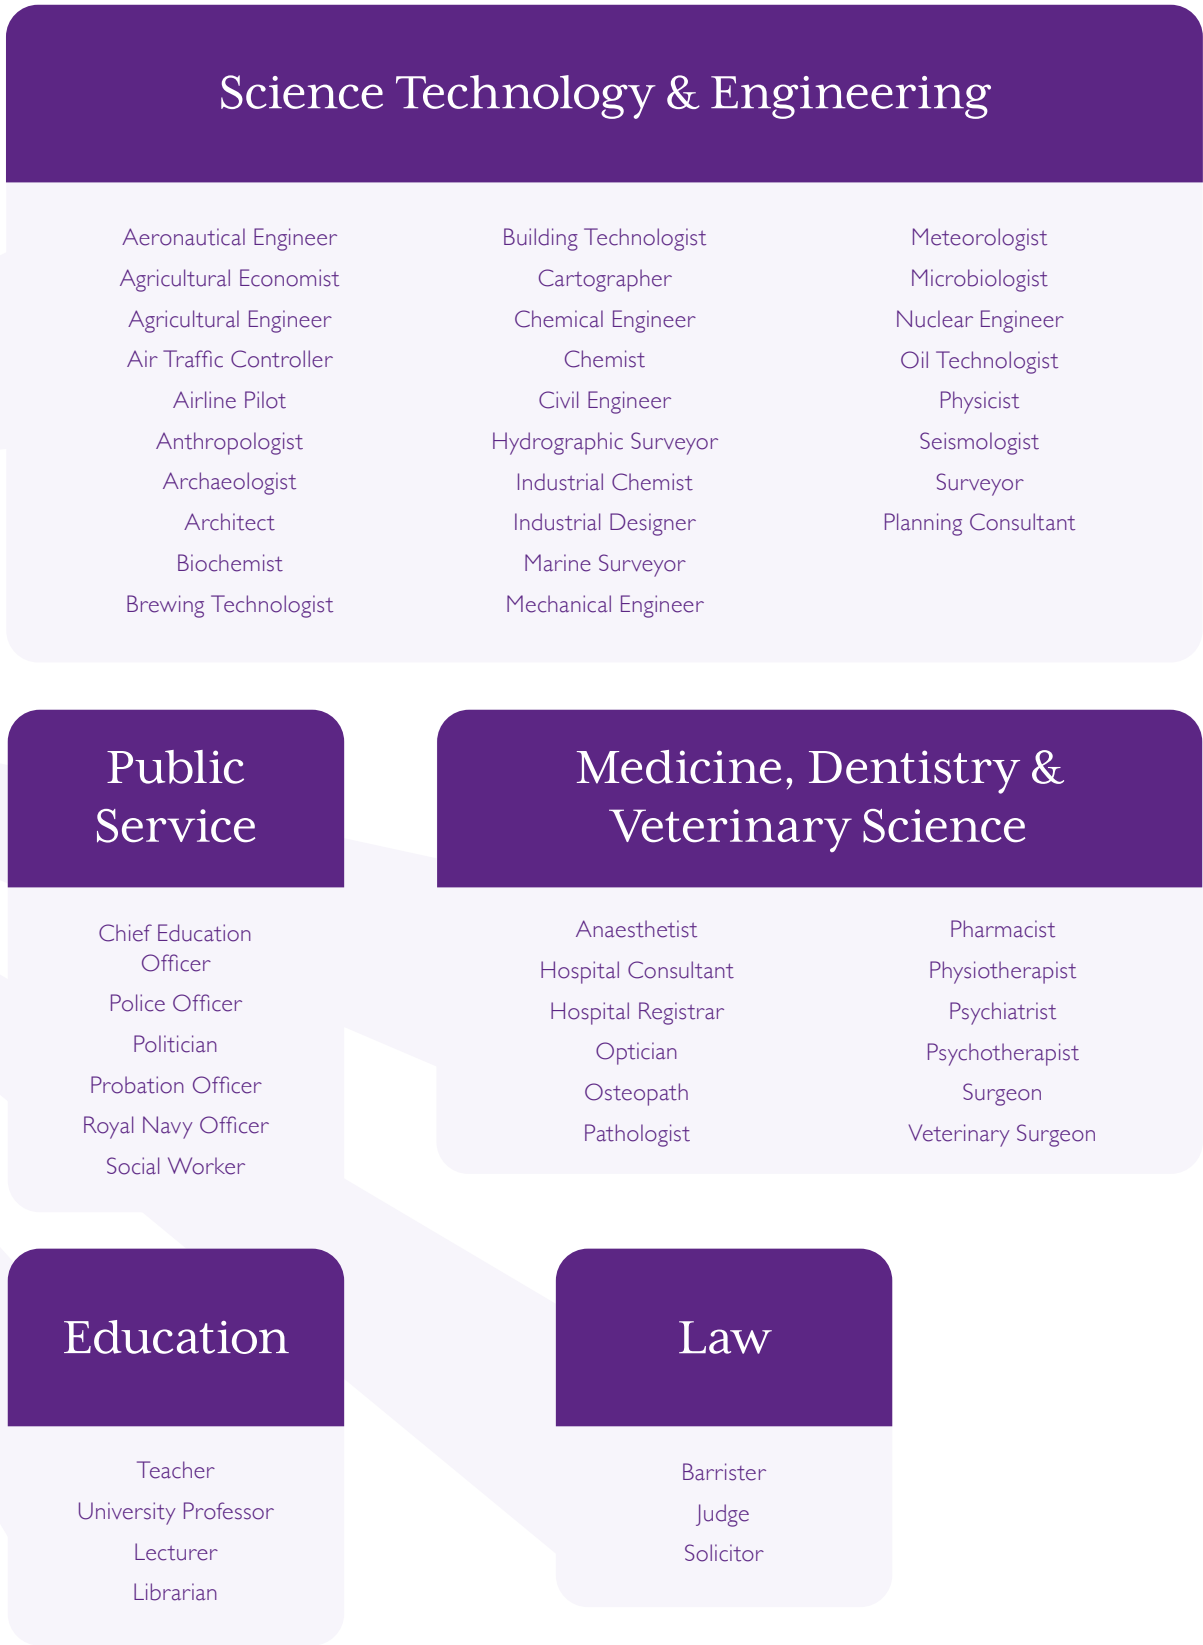 Science Technology & Engineering
Aeronautical Engineer
Agricultural Economist
Agricultural Engineer
Air Traffic Controller
Airline Pilot
Anthropologist
Archaeologist
Architect
Biochemist
Brewing Technologist
Building Technologist
Cartographer
Chemical Engineer
Chemist
Civil Engineer
Hydrographic Surveyor
Industrial Chemist
Industrial Designer
Marine Surveyor
Mechanical Engineer
Meteorologist
Microbiologist
Nuclear Engineer
Oil Technologist
Physicist
Seismologist
Surveyor
Planning Consultant
Public
Service
Chief Education
Officer
Police Officer
Politician
Probation Officer
Royal Navy Officer
Social Worker
Medicine, Dentistry &
Veterinary Science
Anaesthetist
Hospital Consultant
Hospital Registrar
Optician
Osteopath
Pathologist
Pharmacist
Physiotherapist
Psychiatrist
Psychotherapist
Surgeon
Veterinary Surgeon
Education
Teacher
University Professor
Lecturer
Librarian
Law
Barrister
Judge
Solicitor